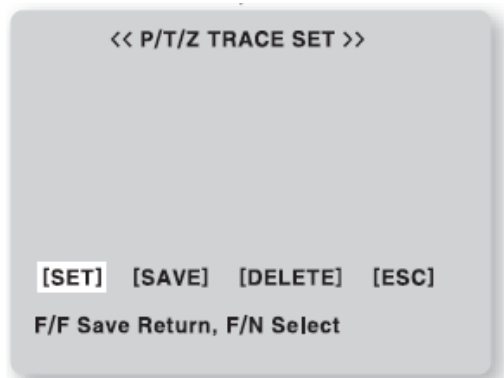 << P/T/Z TRACE SET >>
[SET] [SAVE] [DELETE] [ESC]
F/F Save Return, F/N Select